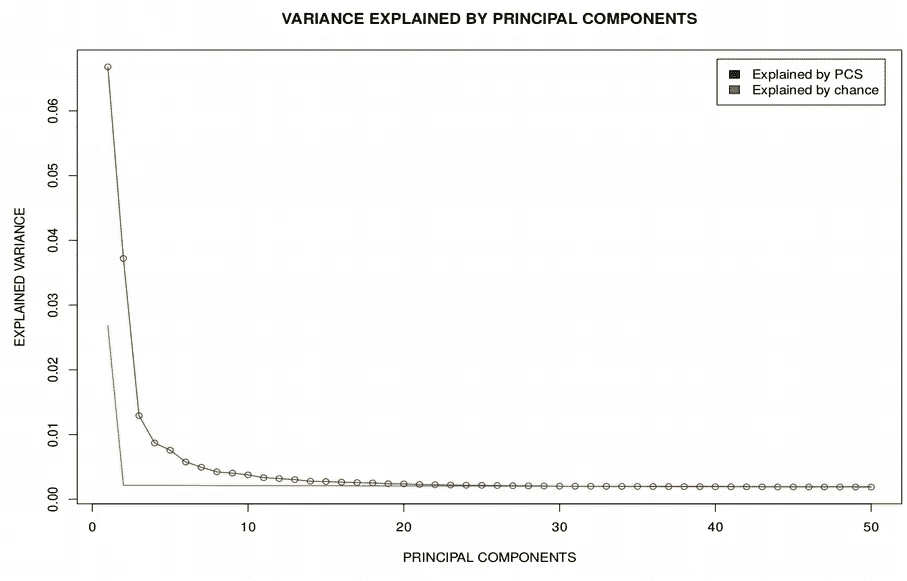 VARIANCE EXPLAINED BY PRINCIPAL COMPONENTS
Explained by PCS
Explained by chance
EXPLAINED VARIANCE
0.06
0.05
0.04
0.03
0.02
0.01
0.00
0 10 20 30 40 50
PRINCIPAL COMPONENTS